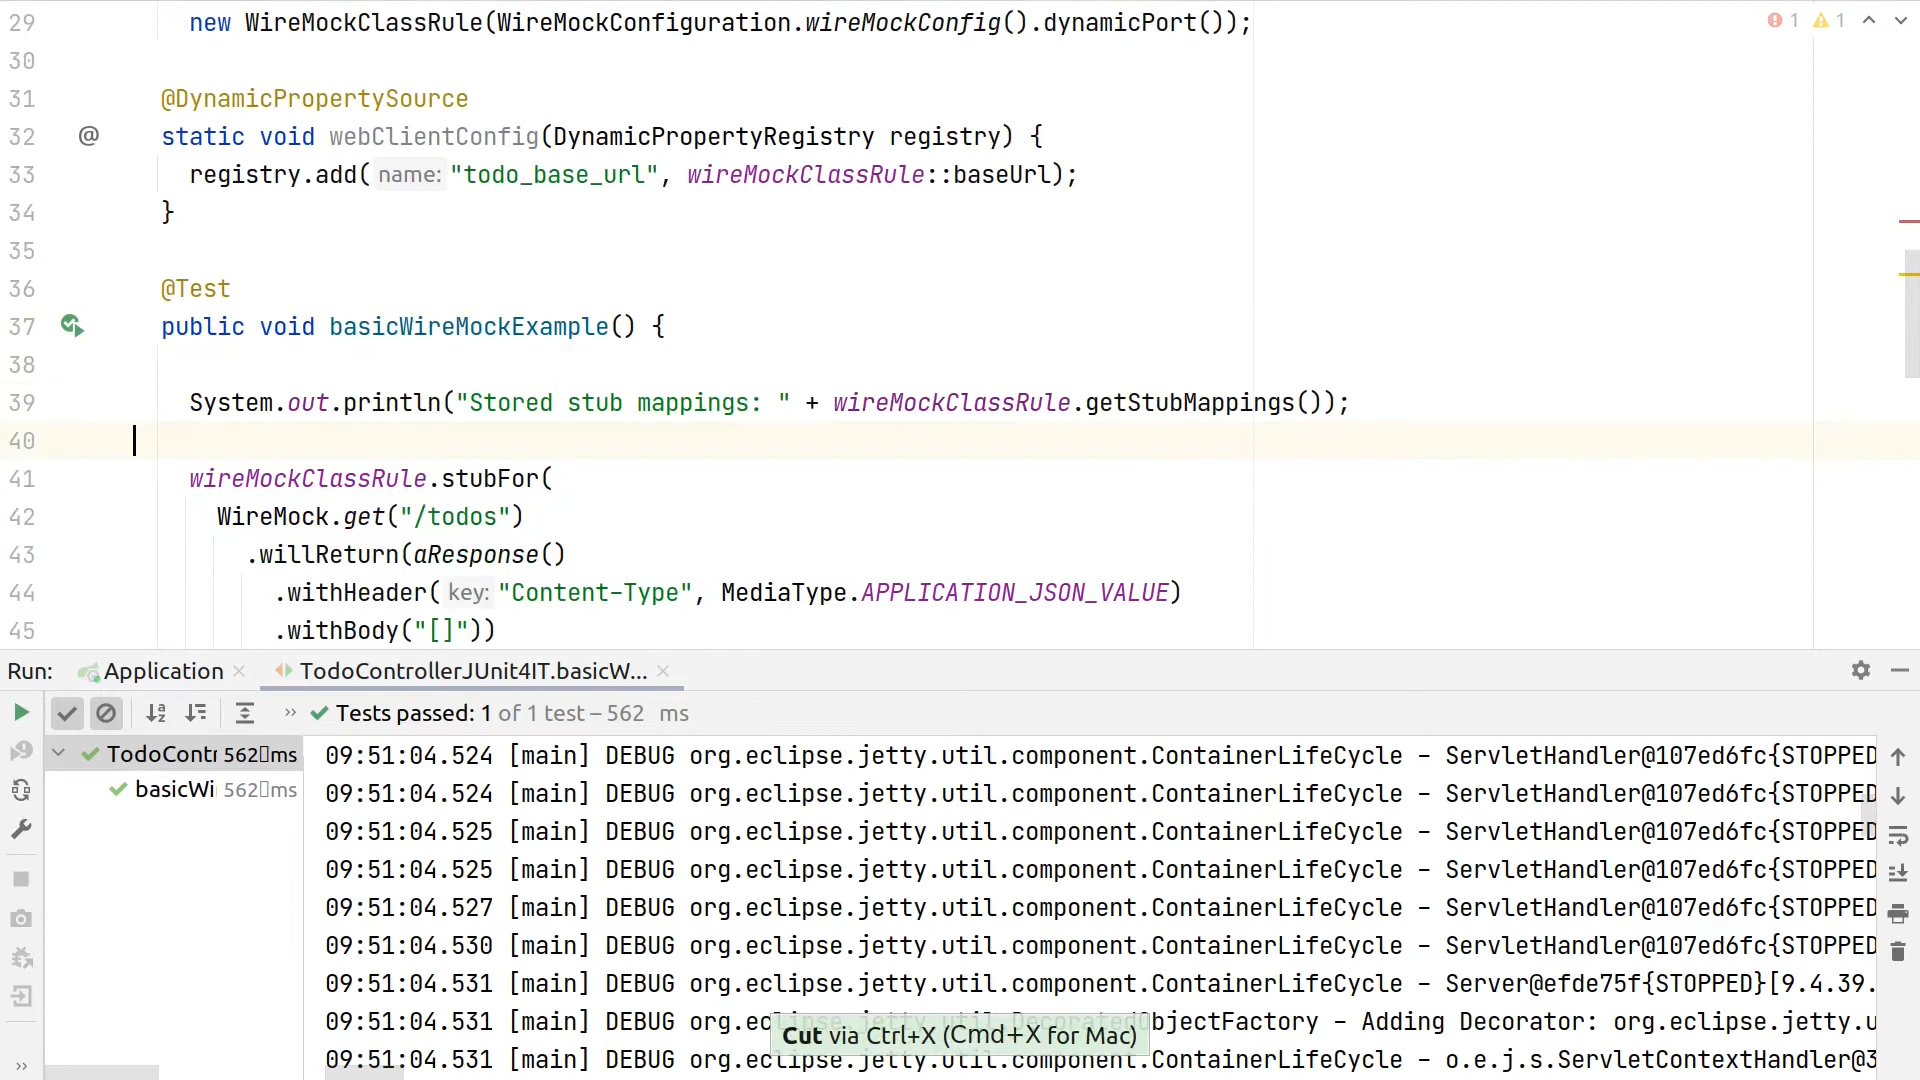 29 new WireMockClassRule(WireMockConfiguration.wireMockConfig().dynamicPort());
1 1
30
31 @DynamicPropertySource
32 @ static void webClientConfig(DynamicPropertyRegistry registry) {
33 registry.add( name: "todo_base_url", wireMockClassRule::baseUrl);
34 }
35
36 @Test
37 public void basicWireMockExample() {
38
39 System.out.println("Stored stub mappings: " + wireMockClassRule.getStubMappings());
40
41 wireMockClassRule.stubFor(
42 WireMock.get("/todos")
43 .willReturn(aResponse()
44 .withHeader( key: "Content-Type", MediaType.APPLICATION_JSON_VALUE)
45 .withBody("[]"))
Run: Application TodoControllerJUnit4IT.basicW...
Tests passed: 1 of 1 test – 562 ms
TodoContr 562 ms
basicWi 562 ms
09:51:04.524 [main] DEBUG org.eclipse.jetty.util.component.ContainerLifeCycle - ServletHandler@107ed6fc{STOPPED
09:51:04.524 [main] DEBUG org.eclipse.jetty.util.component.ContainerLifeCycle - ServletHandler@107ed6fc{STOPPED
09:51:04.525 [main] DEBUG org.eclipse.jetty.util.component.ContainerLifeCycle - ServletHandler@107ed6fc{STOPPED
09:51:04.525 [main] DEBUG org.eclipse.jetty.util.component.ContainerLifeCycle - ServletHandler@107ed6fc{STOPPED
09:51:04.527 [main] DEBUG org.eclipse.jetty.util.component.ContainerLifeCycle - ServletHandler@107ed6fc{STOPPED
09:51:04.530 [main] DEBUG org.eclipse.jetty.util.component.ContainerLifeCycle - ServletHandler@107ed6fc{STOPPED
09:51:04.531 [main] DEBUG org.eclipse.jetty.util.component.ContainerLifeCycle - Server@efde75f{STOPPED}[9.4.39.
09:51:04.531 [main] DEBUG org.eclipse.jetty.util.DecoratedObjectFactory - Adding Decorator: org.eclipse.jetty.u
Cut via Ctrl+X (Cmd+X for Mac)
09:51:04.531 [main] DEBUG org.eclipse.jetty.util.component.ContainerLifeCycle - o.e.j.s.ServletContextHandler@3